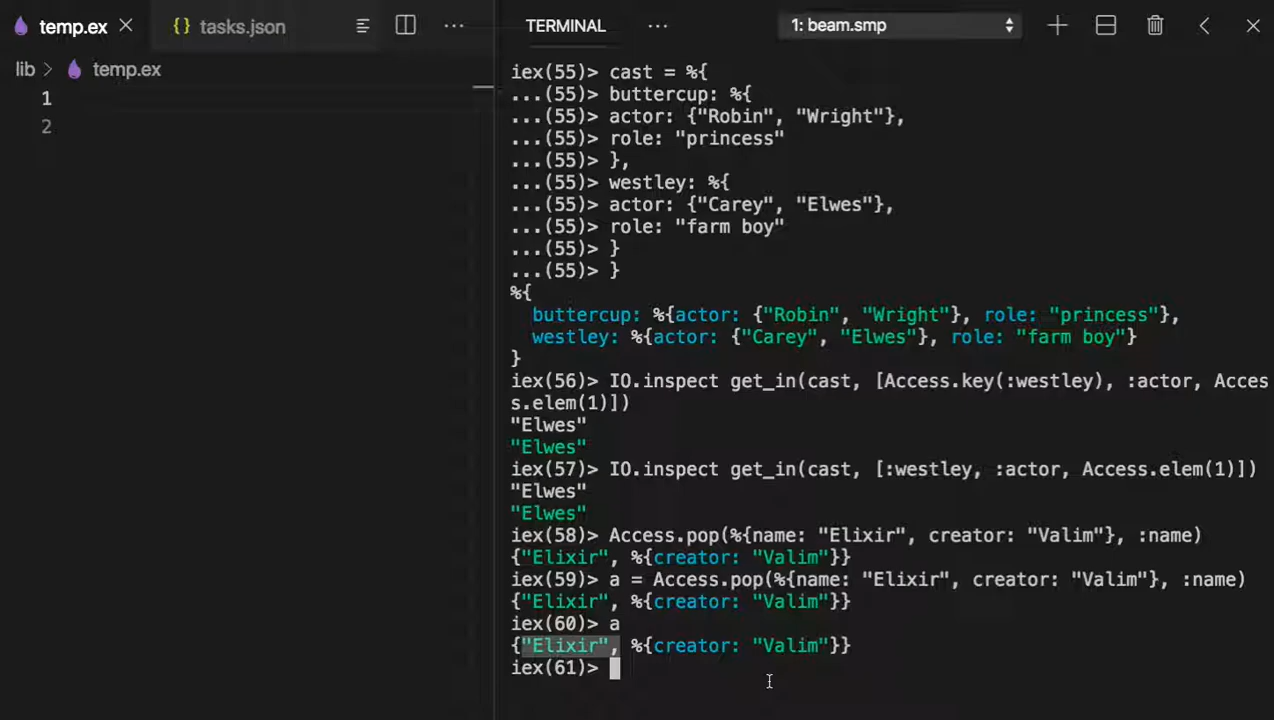 temp.ex
{} tasks.json
TERMINAL
1: beam.smp
lib > temp.ex
1
2
iex(55)> cast = %{
...(55)> buttercup: %{
...(55)> actor: {"Robin", "Wright"},
...(55)> role: "princess"
...(55)> },
...(55)> westley: %{
...(55)> actor: {"Carey", "Elwes"},
...(55)> role: "farm boy"
...(55)> }
...(55)> }
%{
  buttercup: %{actor: {"Robin", "Wright"}, role: "princess"},
  westley: %{actor: {"Carey", "Elwes"}, role: "farm boy"}
}
iex(56)> IO.inspect get_in(cast, [Access.key(:westley), :actor, Acces
s.elem(1)])
"Elwes"
"Elwes"
iex(57)> IO.inspect get_in(cast, [:westley, :actor, Access.elem(1)])
"Elwes"
"Elwes"
iex(58)> Access.pop(%{name: "Elixir", creator: "Valim"}, :name)
{"Elixir", %{creator: "Valim"}}
iex(59)> a = Access.pop(%{name: "Elixir", creator: "Valim"}, :name)
{"Elixir", %{creator: "Valim"}}
iex(60)> a
{"Elixir", %{creator: "Valim"}}
iex(61)>